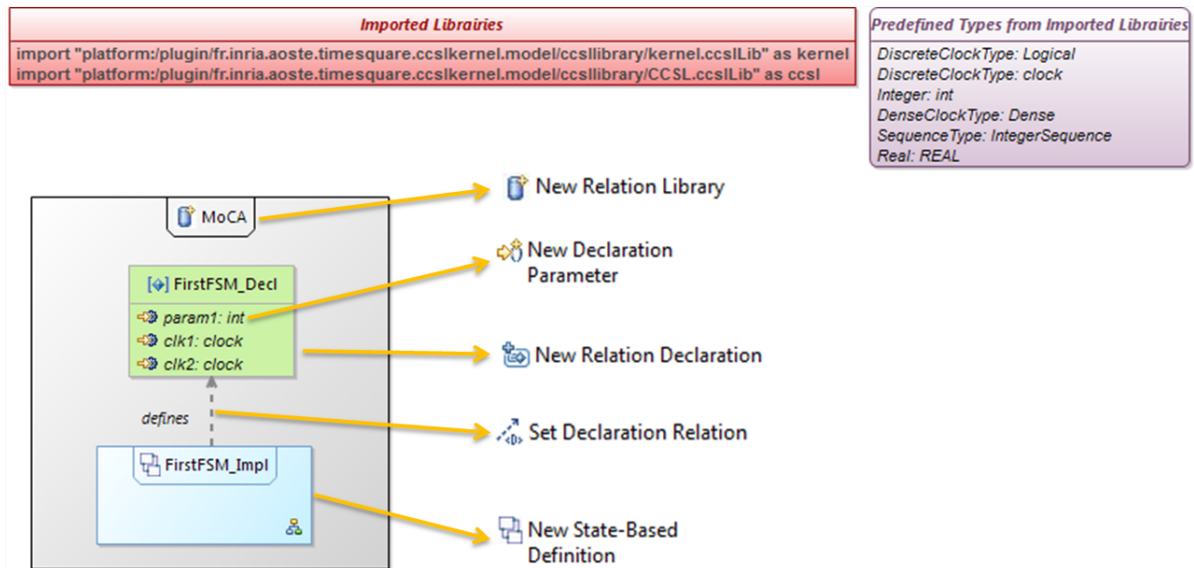 Imported Librairies
import "platform:/plugin/fr.inria.aoste.timesquare.ccslkernel.model/ccsllibrary/kernel.ccslLib" as kernel
import "platform:/plugin/fr.inria.aoste.timesquare.ccslkernel.model/ccsllibrary/CCSL.ccslLib" as ccsl
Predefined Types from Imported Librairies
DiscreteClockType: Logical
DiscreteClockType: clock
Integer: int
DenseClockType: Dense
SequenceType: IntegerSequence
Real: REAL
MoCA
New Relation Library
New Declaration
Parameter
FirstFSM_Decl
param1: int
clk1: clock
clk2: clock
New Relation Declaration
defines
Set Declaration Relation
FirstFSM_Impl
New State-Based
Definition